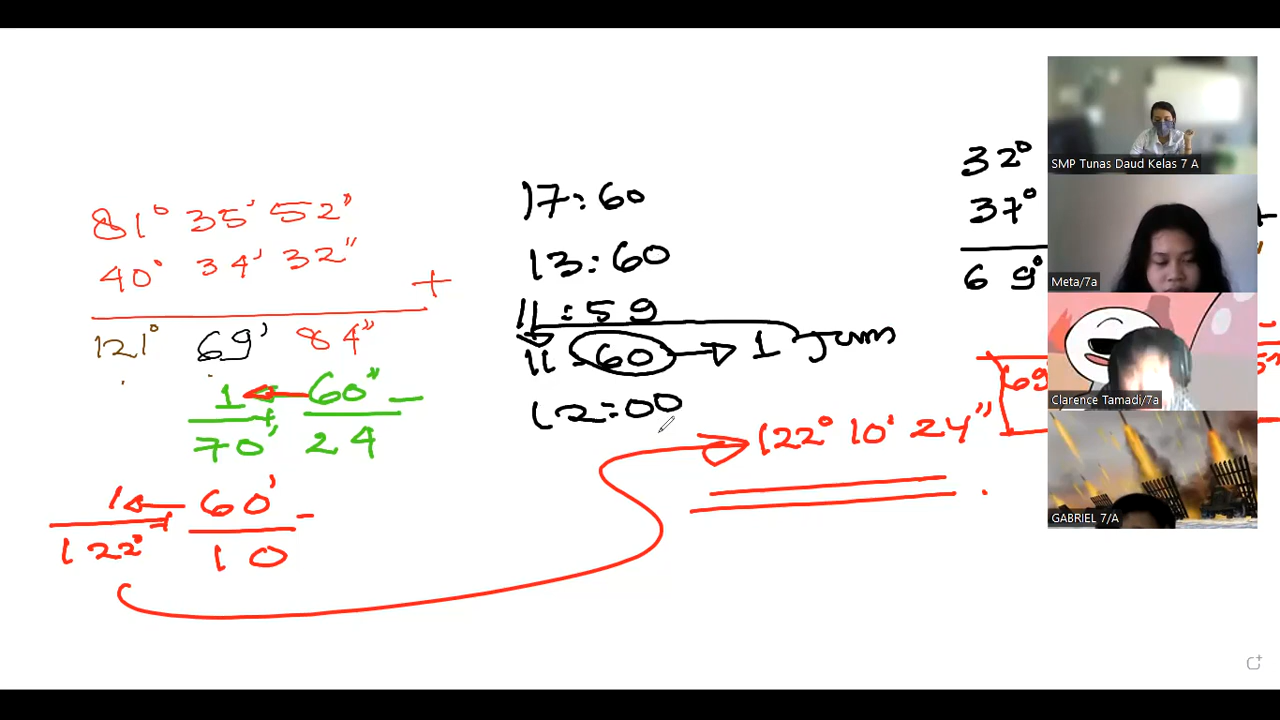 81° 35' 52"
40° 34' 32"
+
121° 69' 84"
1 ← 60" –
+
70' 24
1 ← 60' –
+
122° 10
17:60
13:60
11:59
11:60 → 1 Jam
12=00
122° 10' 24"
32°
37°
69°
69
SMP Tunas Daud Kelas 7 A
Meta/7a
Clarence Tamadi/7a
GABRIEL 7/A